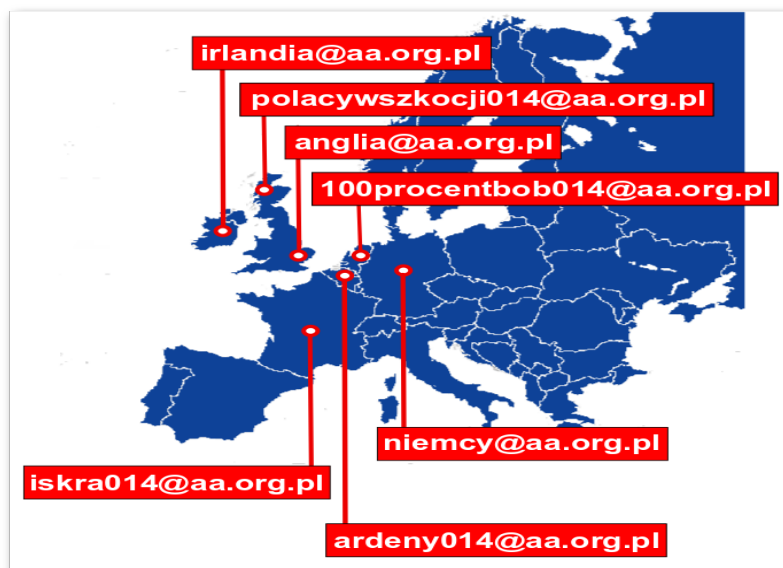 irlandia@aa.org.pl
polacywszkocji014@aa.org.pl
anglia@aa.org.pl
100procentbob014@aa.org.pl
niemcy@aa.org.pl
iskra014@aa.org.pl
ardeny014@aa.org.pl